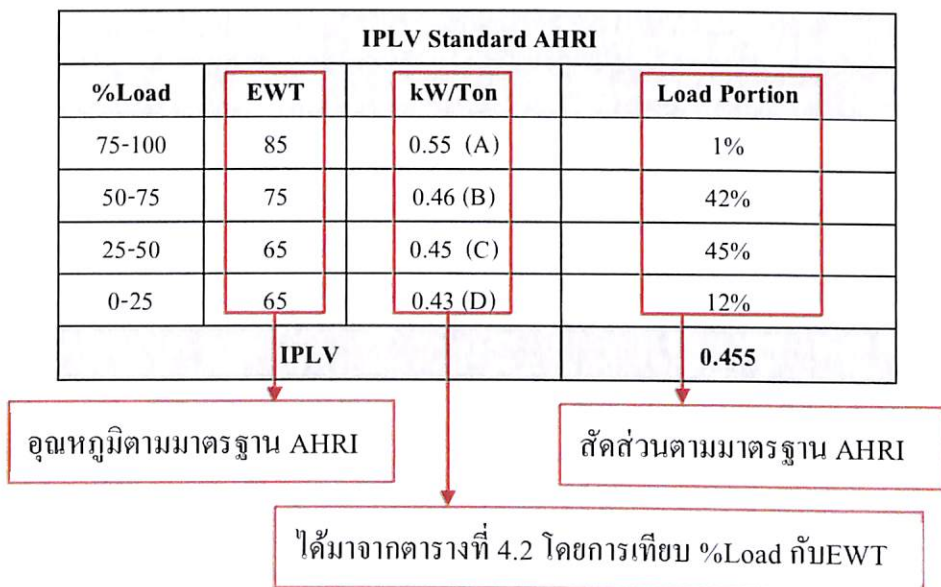 IPLV Standard AHRI
%Load EWT kW/Ton Load Portion
75-100 85 0.55 (A) 1%
50-75 75 0.46 (B) 42%
25-50 65 0.45 (C) 45%
0-25 65 0.43 (D) 12%
IPLV 0.455
อุณหภูมิตามมาตรฐาน AHRI
สัดส่วนตามมาตรฐาน AHRI
ได้มาจากตารางที่ 4.2 โดยการเทียบ %Load กับEWT